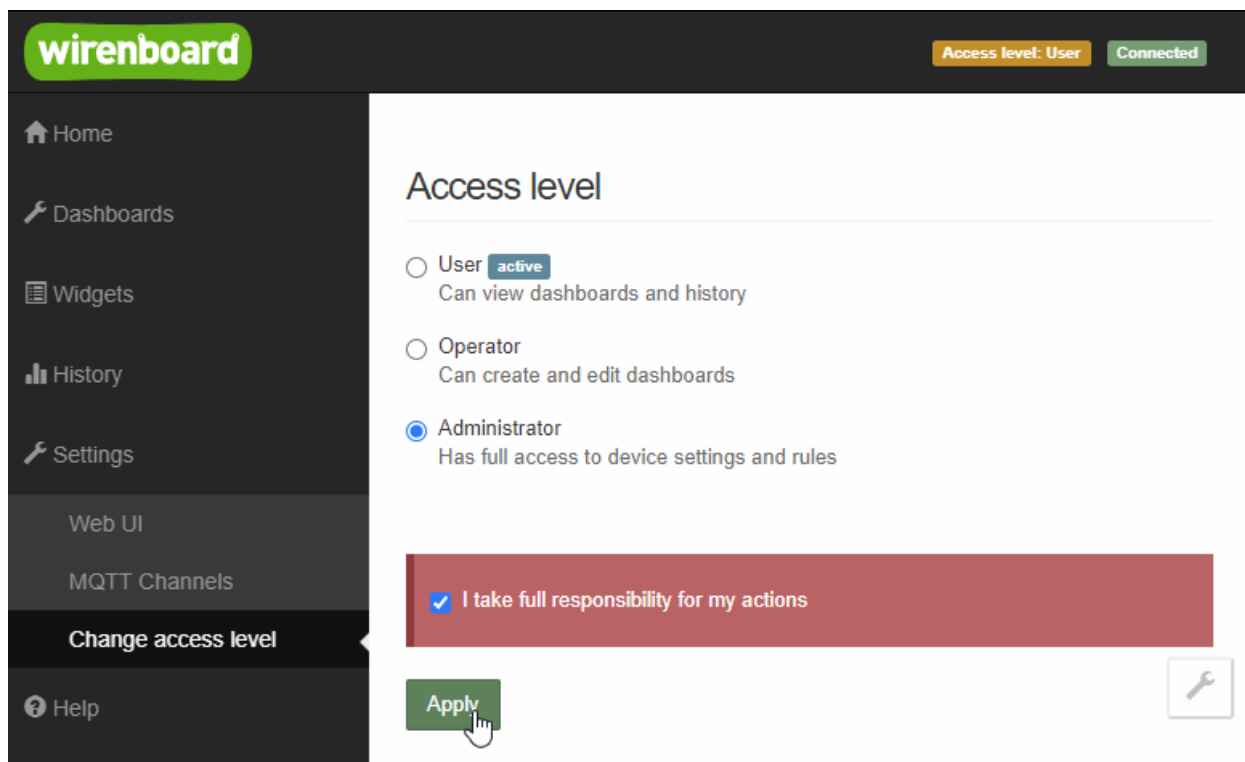 wirenboard
Access level: User
Connected
Home
Dashboards
Widgets
History
Settings
Web UI
MQTT Channels
Change access level
Help
Access level
User active
Can view dashboards and history
Operator
Can create and edit dashboards
Administrator
Has full access to device settings and rules
I take full responsibility for my actions
Apply